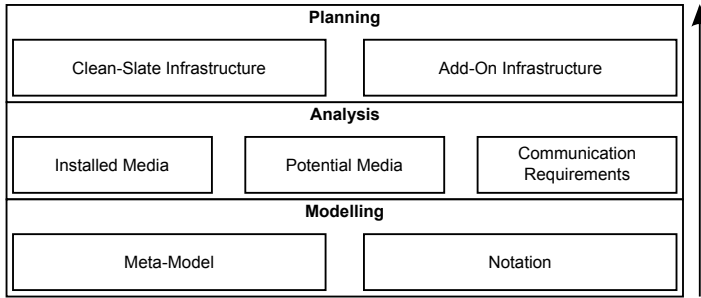 Planning
Clean-Slate Infrastructure
Add-On Infrastructure
Analysis
Installed Media
Potential Media
Communication
Requirements
Modelling
Meta-Model
Notation